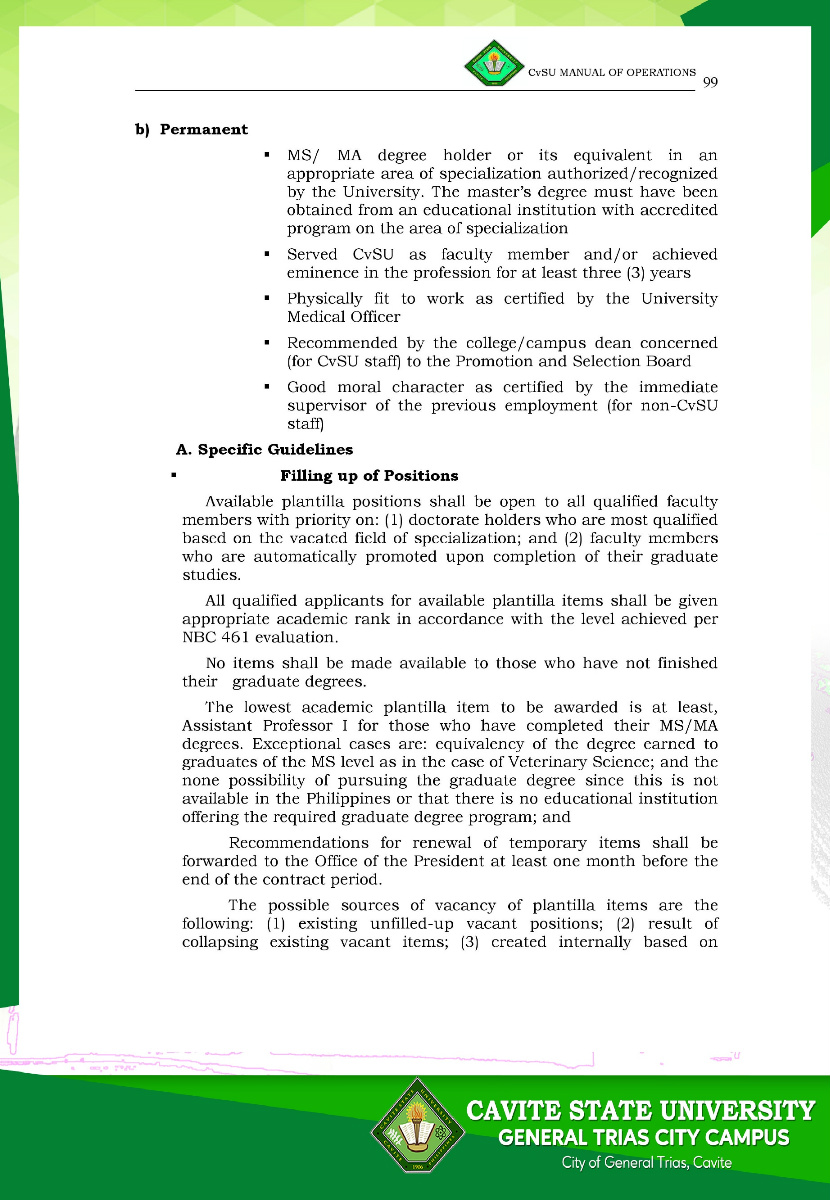 CvSU MANUAL OF OPERATIONS
99
b) Permanent
▪ MS/ MA degree holder or its equivalent in an
appropriate area of specialization authorized/recognized
by the University. The master's degree must have been
obtained from an educational institution with accredited
program on the area of specialization
▪ Served CvSU as faculty member and/or achieved
eminence in the profession for at least three (3) years
▪ Physically fit to work as certified by the University
Medical Officer
▪ Recommended by the college/campus dean concerned
(for CvSU staff) to the Promotion and Selection Board
▪ Good moral character as certified by the immediate
supervisor of the previous employment (for non-CvSU
staff)
A. Specific Guidelines
▪ Filling up of Positions
Available plantilla positions shall be open to all qualified faculty
members with priority on: (1) doctorate holders who are most qualified
based on the vacated field of specialization; and (2) faculty members
who are automatically promoted upon completion of their graduate
studies.
All qualified applicants for available plantilla items shall be given
appropriate academic rank in accordance with the level achieved per
NBC 461 evaluation.
No items shall be made available to those who have not finished
their graduate degrees.
The lowest academic plantilla item to be awarded is at least,
Assistant Professor I for those who have completed their MS/MA
degrees. Exceptional cases are: equivalency of the degree earned to
graduates of the MS level as in the case of Veterinary Science; and the
none possibility of pursuing the graduate degree since this is not
available in the Philippines or that there is no educational institution
offering the required graduate degree program; and
Recommendations for renewal of temporary items shall be
forwarded to the Office of the President at least one month before the
end of the contract period.
The possible sources of vacancy of plantilla items are the
following: (1) existing unfilled-up vacant positions; (2) result of
collapsing existing vacant items; (3) created internally based on
1906
CAVITE STATE UNIVERSITY
GENERAL TRIAS CITY CAMPUS
City of General Trias, Cavite